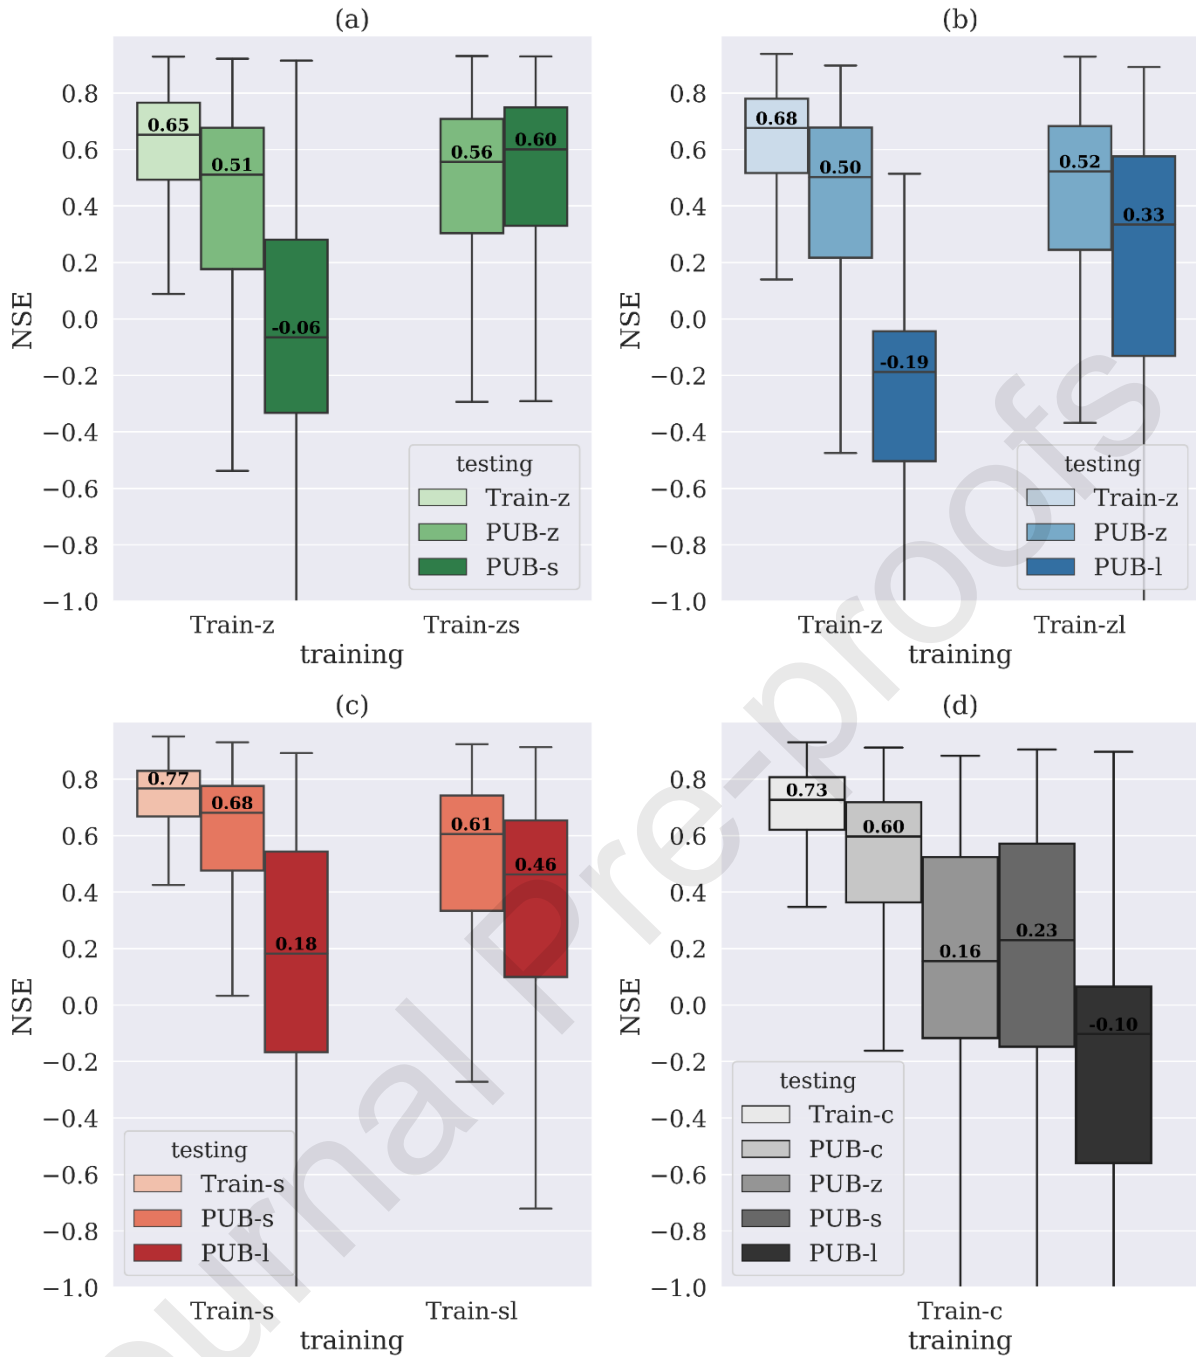 (a)
NSE
0.8
0.6
0.4
0.2
0.0
−0.2
−0.4
−0.6
−0.8
−1.0
0.65
0.51
-0.06
0.56
0.60
testing
Train-z
PUB-z
PUB-s
Train-z Train-zs
training
(b)
NSE
0.8
0.6
0.4
0.2
0.0
−0.2
−0.4
−0.6
−0.8
−1.0
0.68
0.50
-0.19
0.52
0.33
testing
Train-z
PUB-z
PUB-l
Train-z Train-zl
training
(c)
NSE
0.8
0.6
0.4
0.2
0.0
−0.2
−0.4
−0.6
−0.8
−1.0
0.77
0.68
0.18
0.61
0.46
testing
Train-s
PUB-s
PUB-l
Train-s Train-sl
training
(d)
NSE
0.8
0.6
0.4
0.2
0.0
−0.2
−0.4
−0.6
−0.8
−1.0
0.73
0.60
0.16
0.23
-0.10
testing
Train-c
PUB-c
PUB-z
PUB-s
PUB-l
Train-c
training
urnal Pre-proofs